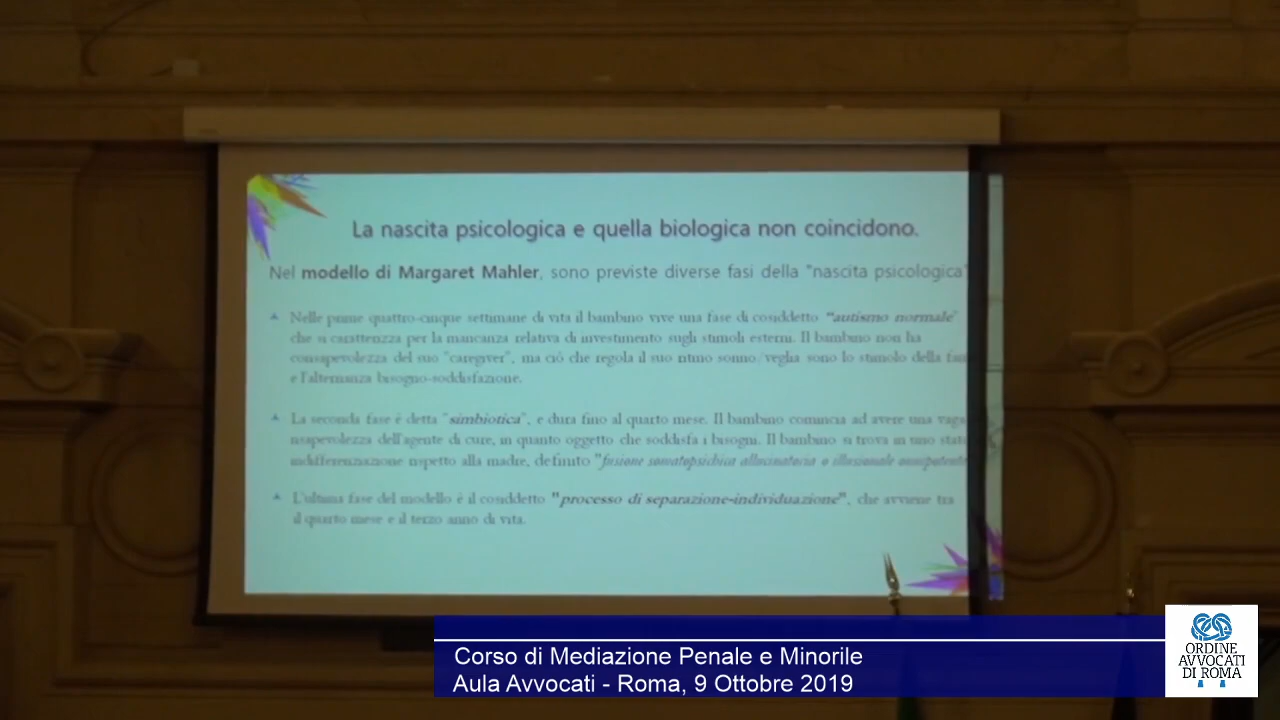 La nascita psicologica e quella biologica non coincidono.
Nel modello di Margaret Mahler, sono previste diverse fasi della "nascita psicologica"
Nelle prime quattro-cinque settimane di vita il bambino vive una fase di cosiddetto "autismo normale"
che si caratterizza per la mancanza relativa di investimento sugli stimoli esterni. Il bambino non ha
consapevolezza del suo "caregiver", ma ciò che regola il suo ritmo sonno/veglia sono lo stimolo della
e l'alternanza bisogno-soddisfazione.
La seconda fase è detta "simbiotica", e dura fino al quarto mese. Il bambino comincia ad avere una
nsapevolezza dell'agente di cure, in quanto oggetto che soddisfa i bisogni. Il bambino si trova in uno
indifferenziazione rispetto alla madre, definito "fusione somatopsichica allucinatoria o illusionale onnipotente
L'ultima fase del modello è il cosiddetto "processo di separazione-individuazione", che avviene tra
il quarto mese e il terzo anno di vita.
Corso di Mediazione Penale e Minorile
Aula Avvocati - Roma, 9 Ottobre 2019
ORDINE
AVVOCATI
DI ROMA